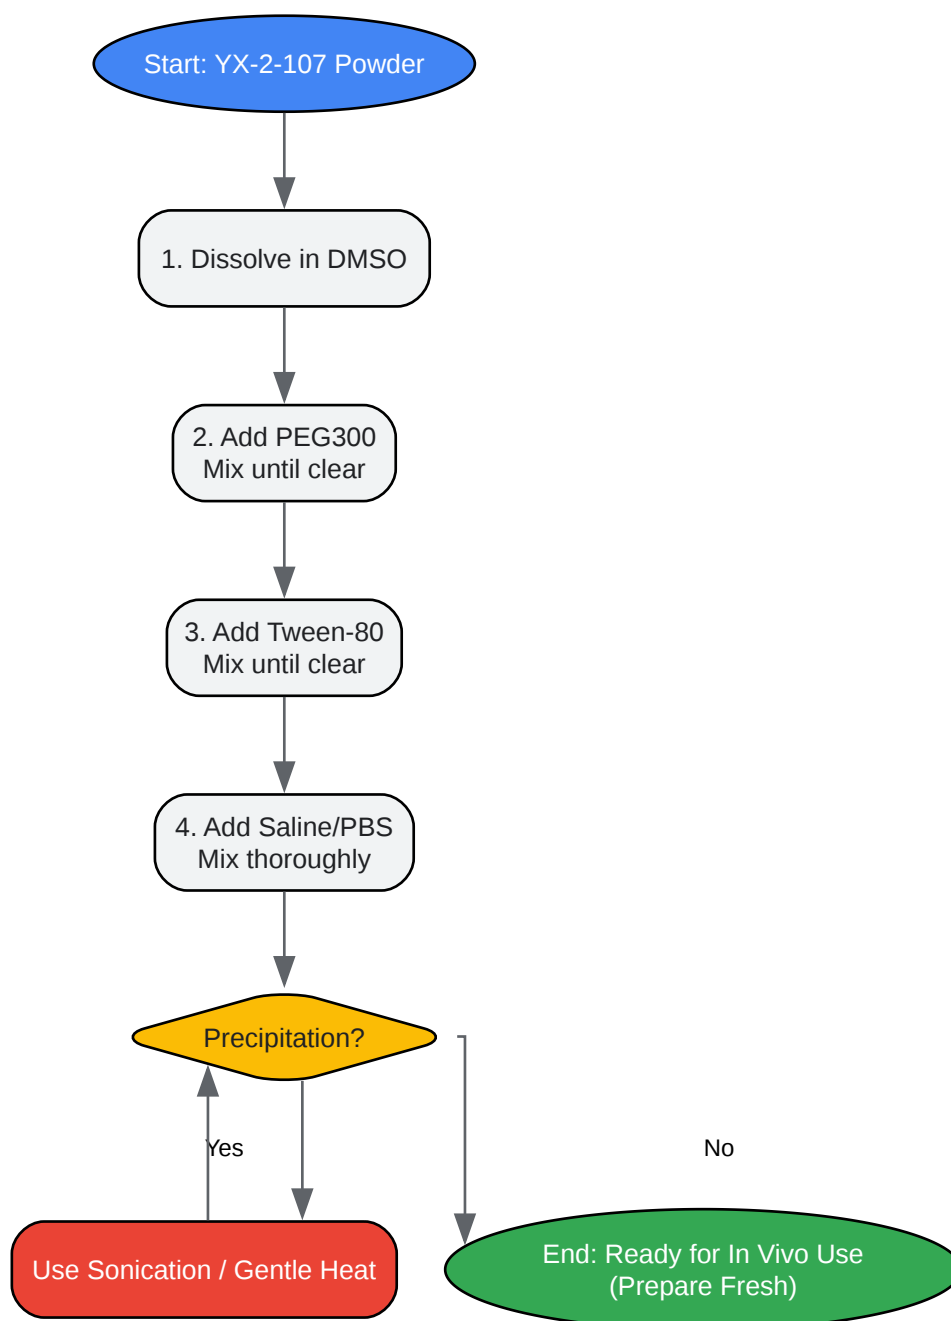 Start: YX-2-107 Powder
1. Dissolve in DMSO
2. Add PEG300
Mix until clear
3. Add Tween-80
Mix until clear
4. Add Saline/PBS
Mix thoroughly
Precipitation?
Yes
No
Use Sonication / Gentle Heat
End: Ready for In Vivo Use
(Prepare Fresh)